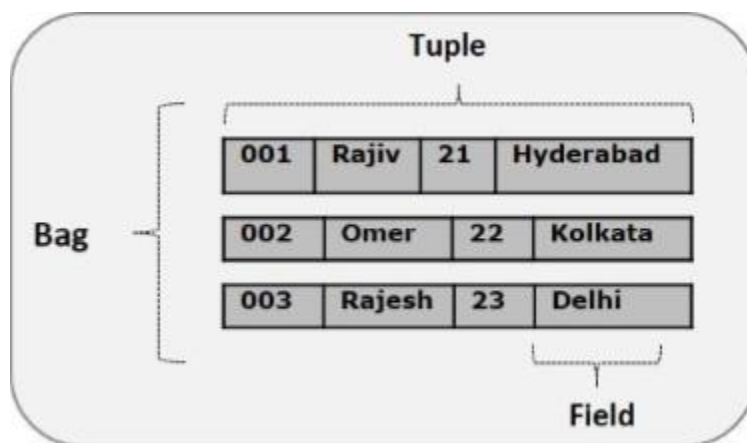 Tuple
001 Rajiv 21 Hyderabad
Bag
002 Omer 22 Kolkata
003 Rajesh 23 Delhi
Field